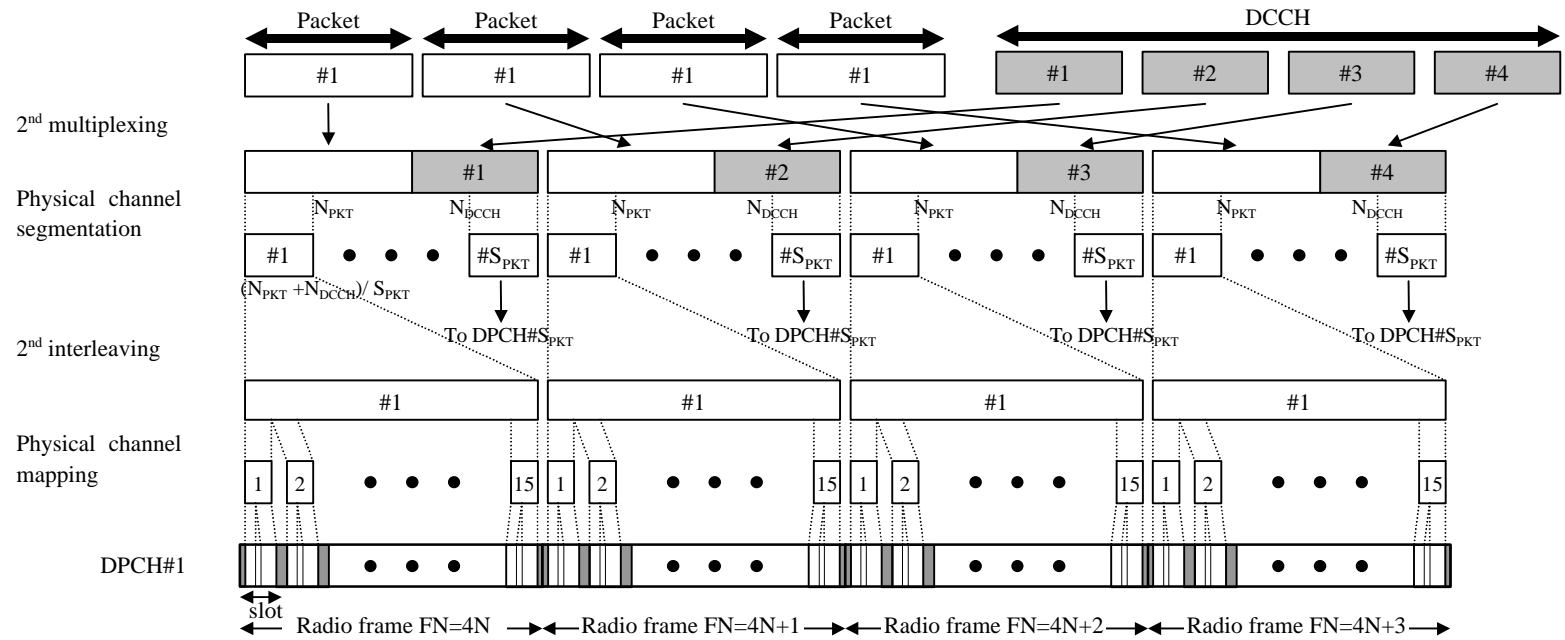 Packet Packet Packet Packet DCCH
#1 #1 #1 #1 #1 #2 #3 #4
2nd multiplexing
#1 #2 #3 #4
Physical channel
segmentation
NPKT NDCCH NPKT NDCCH NPKT NDCCH NPKT NDCCH
#1 #SPKT #1 #SPKT #1 #SPKT #1 #SPKT
(NPKT +NDCCH)/ SPKT
To DPCH#SPKT To DPCH#SPKT To DPCH#SPKT To DPCH#SPKT
2nd interleaving
#1 #1 #1 #1
Physical channel
mapping
1 2 15 1 2 15 1 2 15 1 2 15
DPCH#1
slot
Radio frame FN=4N Radio frame FN=4N+1 Radio frame FN=4N+2 Radio frame FN=4N+3